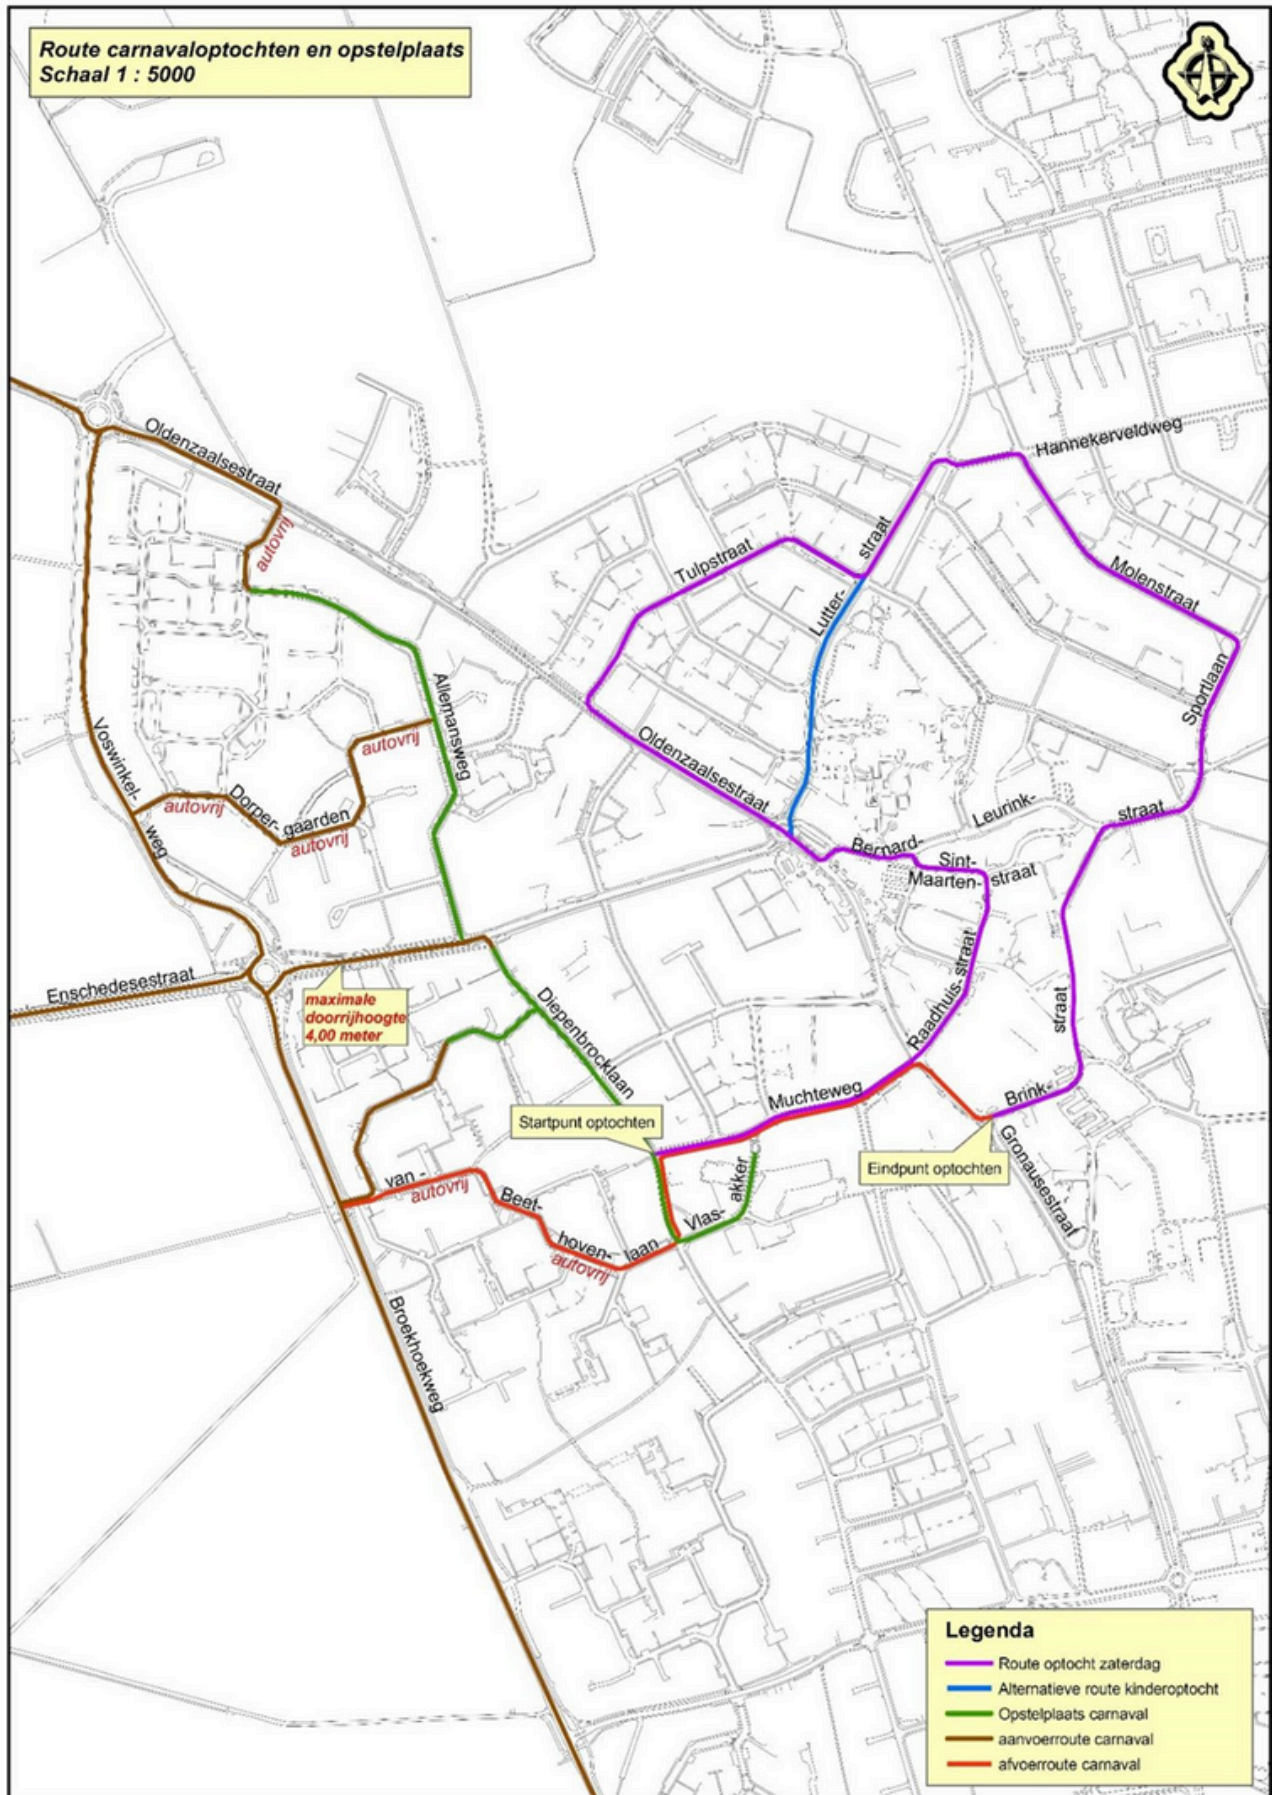 Route carnavaloptochten en opstelplaats
Schaal 1 : 5000
Oldenzaalsestraat
autovrij
Hannekerveldweg
straat
Lutter-
Tulpstraat
Molenstraat
Sportlaan
Allemansweg
autovrij
Voswinkel-
weg
autovrij
Dorper-
gaarden
autovrij
Oldenzaalsestraat
Leurink-
straat
Bernard-
Sint-
Maarten-
straat
Raadhuis-
straat
straat
Brink-
Enschedesestraat
maximale
doorrijhoogte
4,00 meter
Diepenbrocklaan
Startpunt optochten
Muchteweg
Eindpunt optochten
Gronausestraat
van -
autovrij
Beet-
hoven-
laan
autovrij
Vlas-
akker
Broekhoekweg
Legenda
Route optocht zaterdag
Alternatieve route kinderoptocht
Opstelplaats carnaval
aanvoerroute carnaval
afvoerroute carnaval